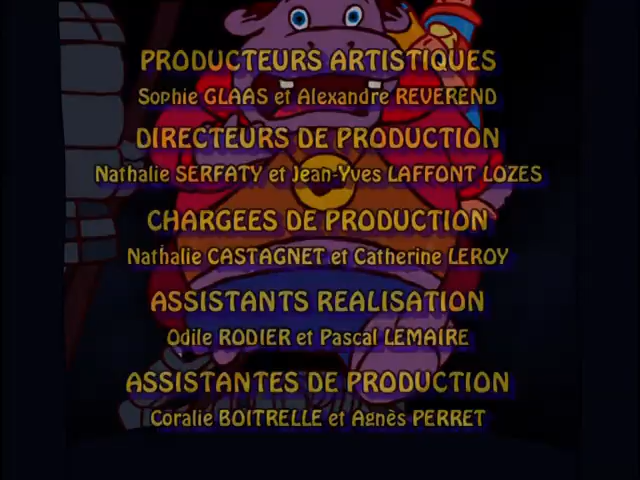 PRODUCTEURS ARTISTIQUES
Sophie GLAAS et Alexandre REVEREND
DIRECTEURS DE PRODUCTION
Nathalie SERFATY et Jean-Yves LAFFONT LOZES
CHARGEES DE PRODUCTION
Nathalie CASTAGNET et Catherine LEROY
ASSISTANTS REALISATION
Odile RODIER et Pascal LEMAIRE
ASSISTANTES DE PRODUCTION
Coralie BOITRELLE et Agnès PERRET